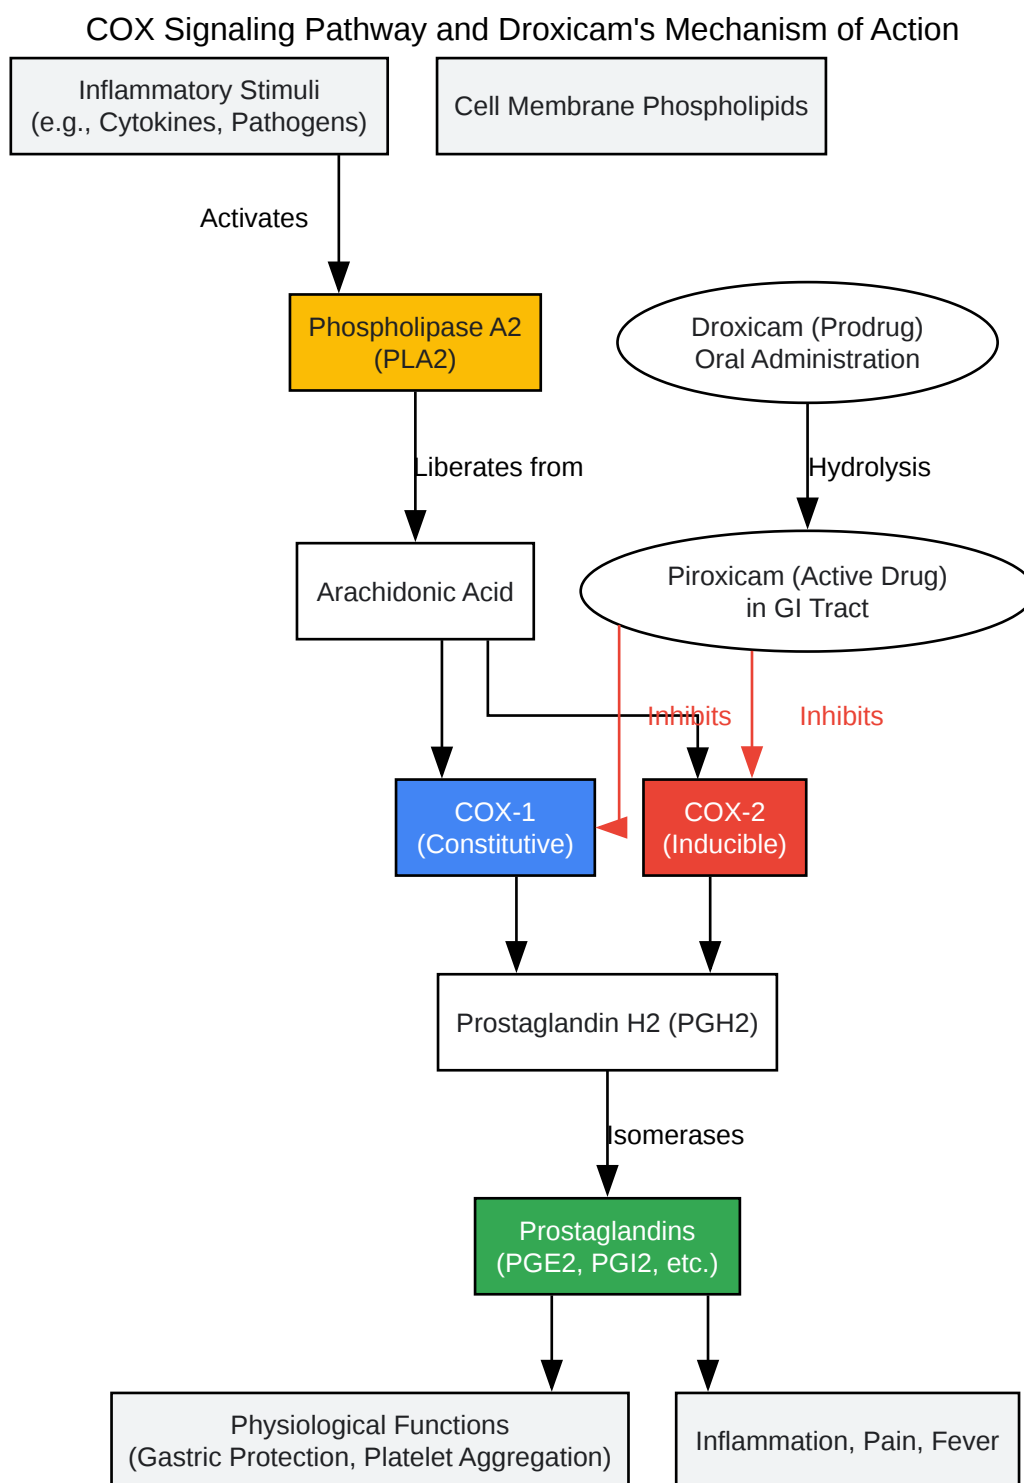 COX Signaling Pathway and Droxicam's Mechanism of Action
Inflammatory Stimuli
(e.g., Cytokines, Pathogens)
Cell Membrane Phospholipids
Activates
Phospholipase A2
(PLA2)
Droxicam (Prodrug)
Oral Administration
Liberates from
Hydrolysis
Arachidonic Acid
Piroxicam (Active Drug)
in GI Tract
Inhibits
Inhibits
COX-1
(Constitutive)
COX-2
(Inducible)
Prostaglandin H2 (PGH2)
Isomerases
Prostaglandins
(PGE2, PGI2, etc.)
Physiological Functions
(Gastric Protection, Platelet Aggregation)
Inflammation, Pain, Fever